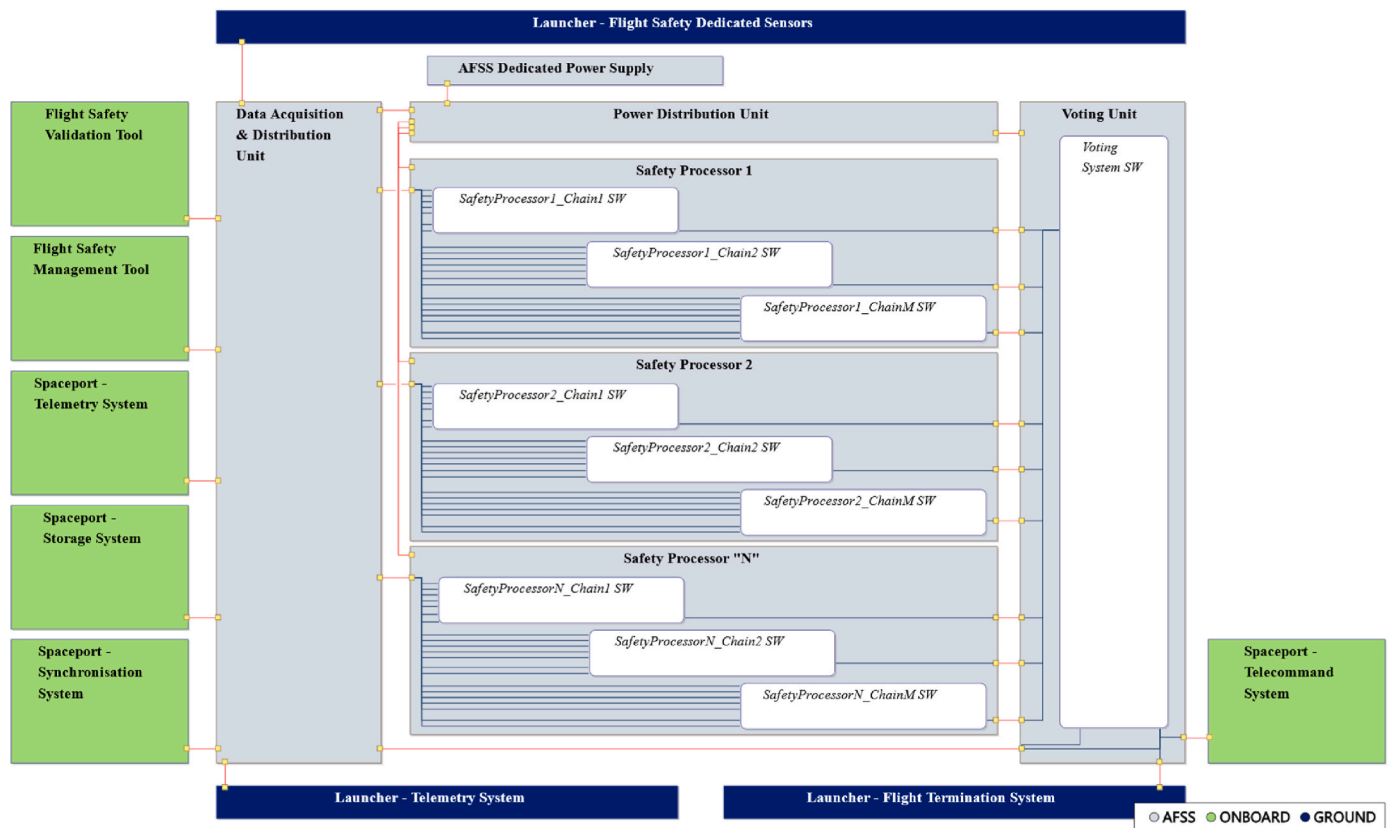 Launcher - Flight Safety Dedicated Sensors
AFSS Dedicated Power Supply
Flight Safety
Validation Tool
Data Acquisition
& Distribution
Unit
Power Distribution Unit
Voting Unit
Voting
System SW
Safety Processor 1
SafetyProcessor1_Chain1 SW
SafetyProcessor1_Chain2 SW
SafetyProcessor1_ChainM SW
Flight Safety
Management Tool
Safety Processor 2
SafetyProcessor2_Chain1 SW
SafetyProcessor2_Chain2 SW
SafetyProcessor2_ChainM SW
Spaceport -
Telemetry System
Spaceport -
Storage System
Safety Processor "N"
SafetyProcessorN_Chain1 SW
SafetyProcessorN_Chain2 SW
SafetyProcessorN_ChainM SW
Spaceport -
Synchronisation
System
Spaceport -
Telecommand
System
Launcher - Telemetry System
Launcher - Flight Termination System
AFSS ONBOARD GROUND